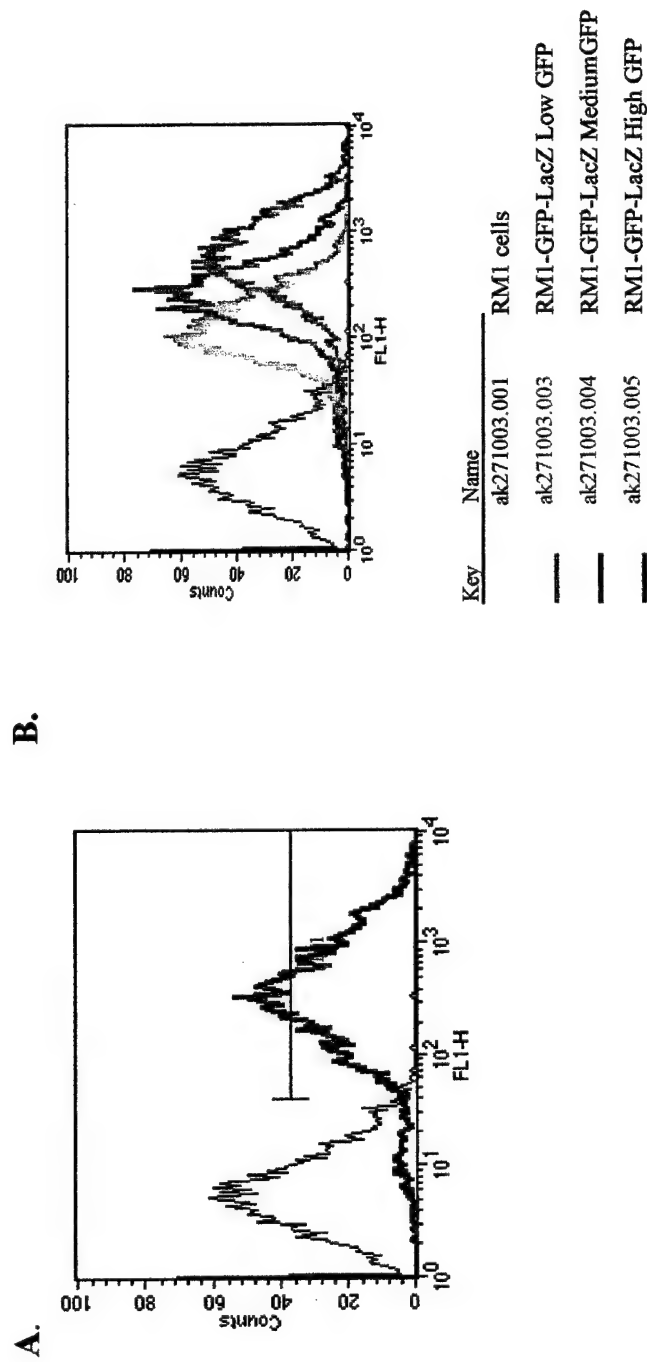 A.
100
80
60
40
20
0
Counts
10^0 10^1 10^2 10^3 10^4
FL1-H
B.
100
80
60
40
20
0
Counts
10^0 10^1 10^2 10^3 10^4
FL1-H
Key Name
ak271003.001 RM1 cells
ak271003.003 RM1-GFP-LacZ Low GFP
ak271003.004 RM1-GFP-LacZ MediumGFP
ak271003.005 RM1-GFP-LacZ High GFP